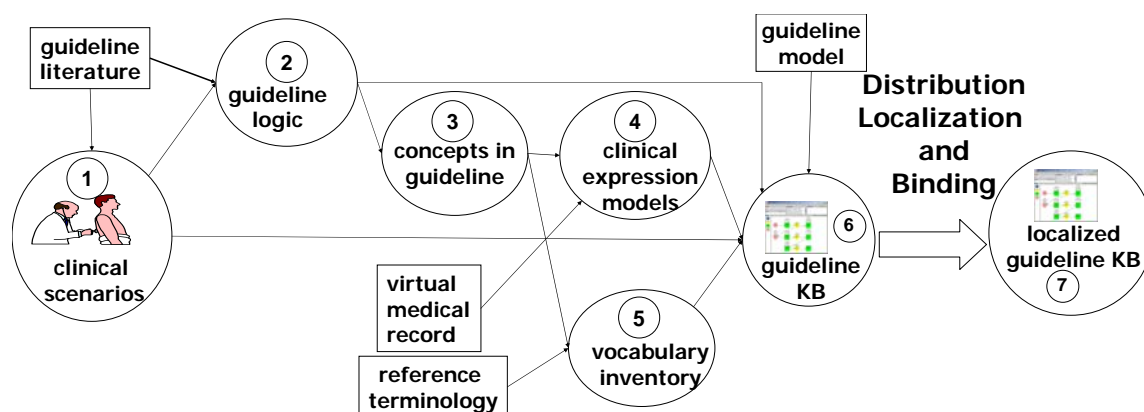 guideline
literature
1
clinical
scenarios
2
guideline
logic
3
concepts in
guideline
virtual
medical
record
reference
terminology
4
clinical
expression
models
5
vocabulary
inventory
guideline
model
6
guideline
KB
Distribution
Localization
and
Binding
localized
guideline KB
7